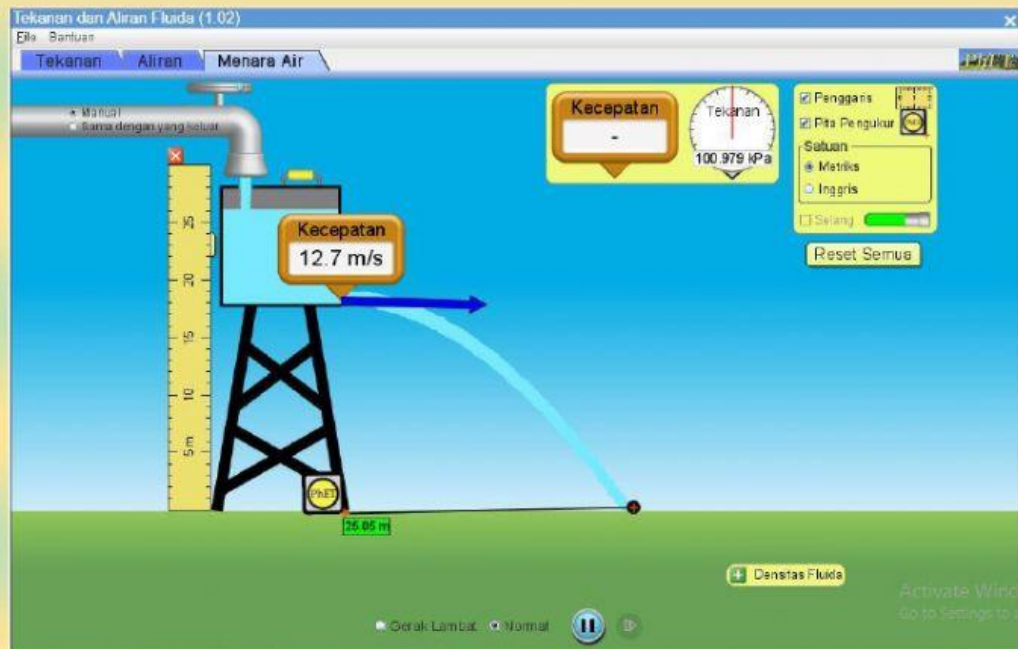 Tekanan dan Aliran Fluida (1.02)
File Bantuan
Tekanan Aliran Menara Air
Manual
Sama dengan yang keluar
Kecepatan
-
Tekanan
100.979 kPa
Penggaris
Pita Pengukur
Satuan
Metriks
Inggris
Selang
Reset Semua
Kecepatan
12.7 m/s
25
20
15
10
5 m
PhET
25.05 m
Densitas Fluida
Gerak Lambat Normal
Activate Wind
Go to Settings to a